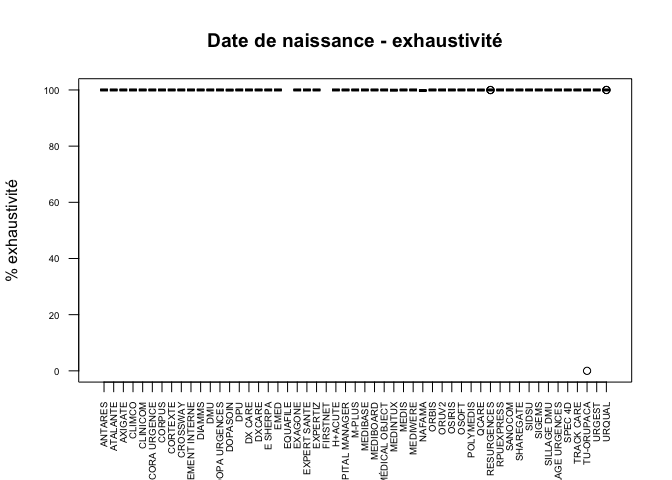 Date de naissance - exhaustivité
% exhaustivité
100
80
60
40
20
0
ANTARES
ATALANTE
AXIGATE
CLIMCO
CLINICOM
CORA URGENCE
CORPUS
CORTEXTE
CROSSWAY
EMENT INTERNE
DIAMMS
DMU
OPA URGENCES
DOPASOIN
DPU
DX CARE
DXCARE
E SHERPA
EMED
EQUAFILE
EXAGONE
EXPERT SANTE
EXPERTIZ
FIRSTNET
H+ACUTE
PITAL MANAGER
M-PLUS
MEDIBASE
MEDIBOARD
MÉDICAL OBJECT
MEDINTUX
MEDIS
MEDIWERE
NAFAMA
ORBIS
ORUV2
OSIRIS
OSOFT
POLYMEDIS
QCARE
RESURGENCES
RPUEXPRESS
SANOCOM
SHAREGATE
SIDSU
SIGEMS
SILLAGE DMU
AGE URGENCES
SPEC 4D
TRACK CARE
TU-ORUPACA
URGEST
URQUAL